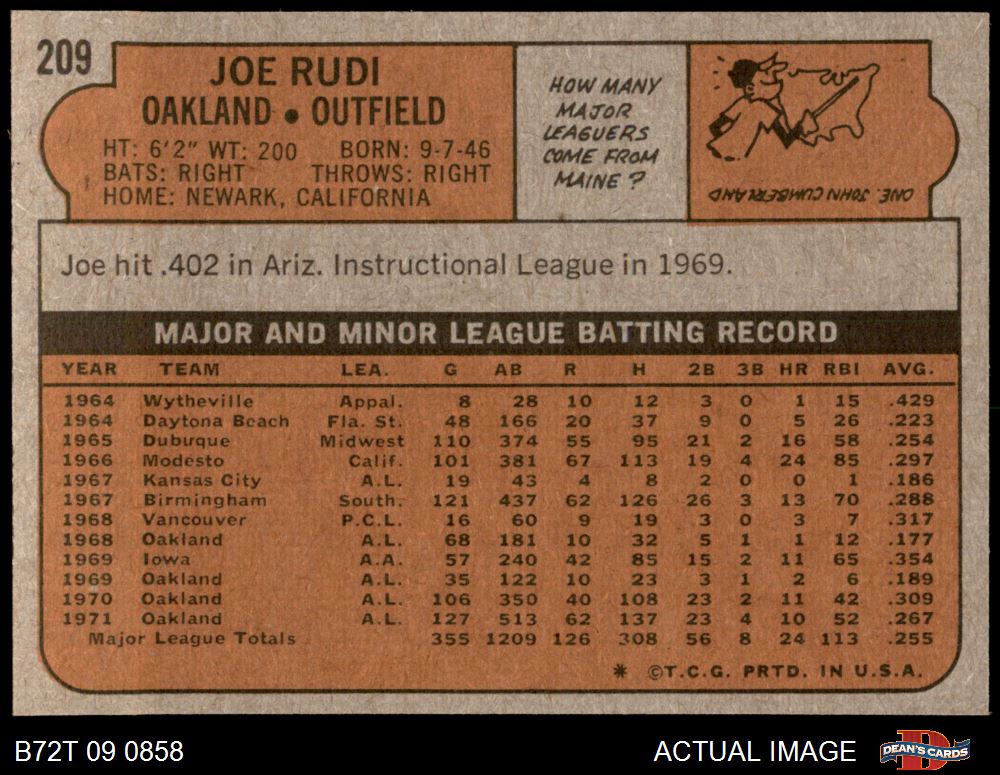 209
JOE RUDI
OAKLAND • OUTFIELD
HT: 6'2" WT: 200 BORN: 9-7-46
BATS: RIGHT THROWS: RIGHT
HOME: NEWARK, CALIFORNIA
HOW MANY
MAJOR
LEAGUERS
COME FROM
MAINE?
ONE. JOHN CUMBERLAND
Joe hit .402 in Ariz. Instructional League in 1969.
MAJOR AND MINOR LEAGUE BATTING RECORD
YEAR TEAM LEA. G AB R H 2B 3B HR RBI AVG.
1964 Wytheville Appal. 8 28 10 12 3 0 1 15 .429
1964 Daytona Beach Fla. St. 48 166 20 37 9 0 5 26 .223
1965 Dubuque Midwest 110 374 55 95 21 2 16 58 .254
1966 Modesto Calif. 101 381 67 113 19 4 24 85 .297
1967 Kansas City A.L. 19 43 4 8 2 0 0 1 .186
1967 Birmingham South. 121 437 62 126 26 3 13 70 .288
1968 Vancouver P.C.L. 16 60 9 19 3 0 3 7 .317
1968 Oakland A.L. 68 181 10 32 5 1 1 12 .177
1969 Iowa A.A. 57 240 42 85 15 2 11 65 .354
1969 Oakland A.L. 35 122 10 23 3 1 2 6 .189
1970 Oakland A.L. 106 350 40 108 23 2 11 42 .309
1971 Oakland A.L. 127 513 62 137 23 4 10 52 .267
Major League Totals 355 1209 126 308 56 8 24 113 .255
* ©T.C.G. PRTD. IN U.S.A.
B72T 09 0858 ACTUAL IMAGE DEAN'S CARDS